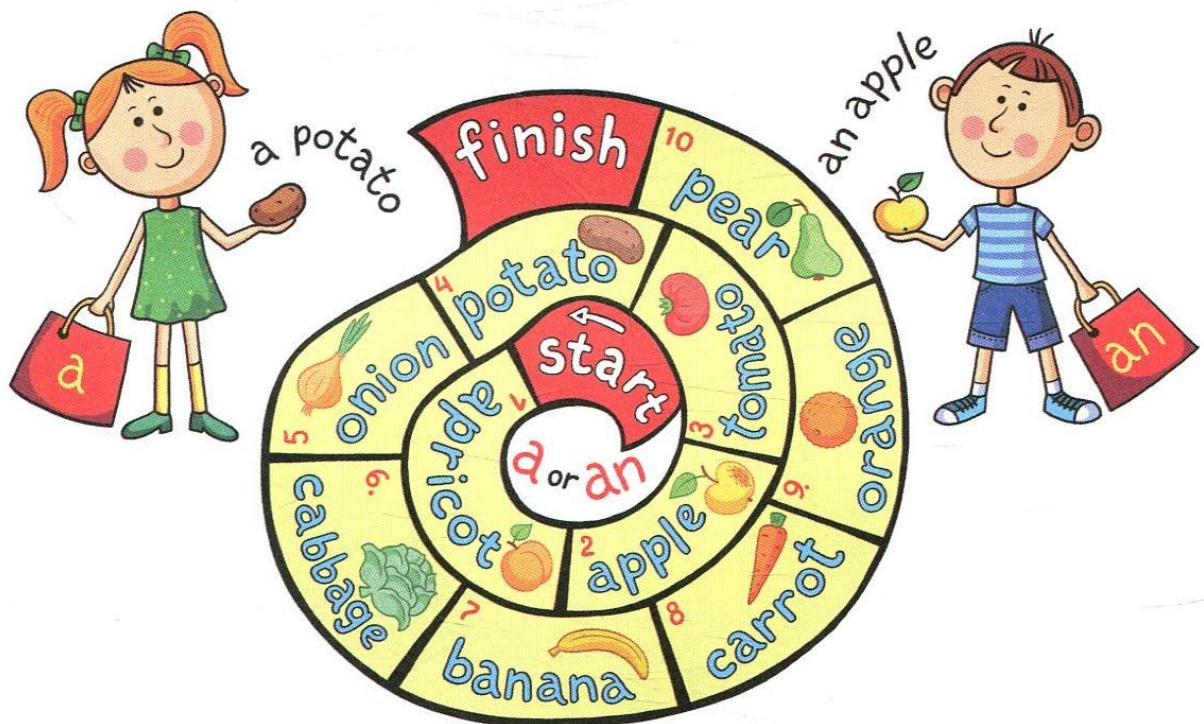 a potato
an apple
a
an
finish
start
a or an
1
apricot
2
apple
3
tomato
4
potato
5
onion
6.
cabbage
7
banana
8
carrot
9.
orange
10
pear